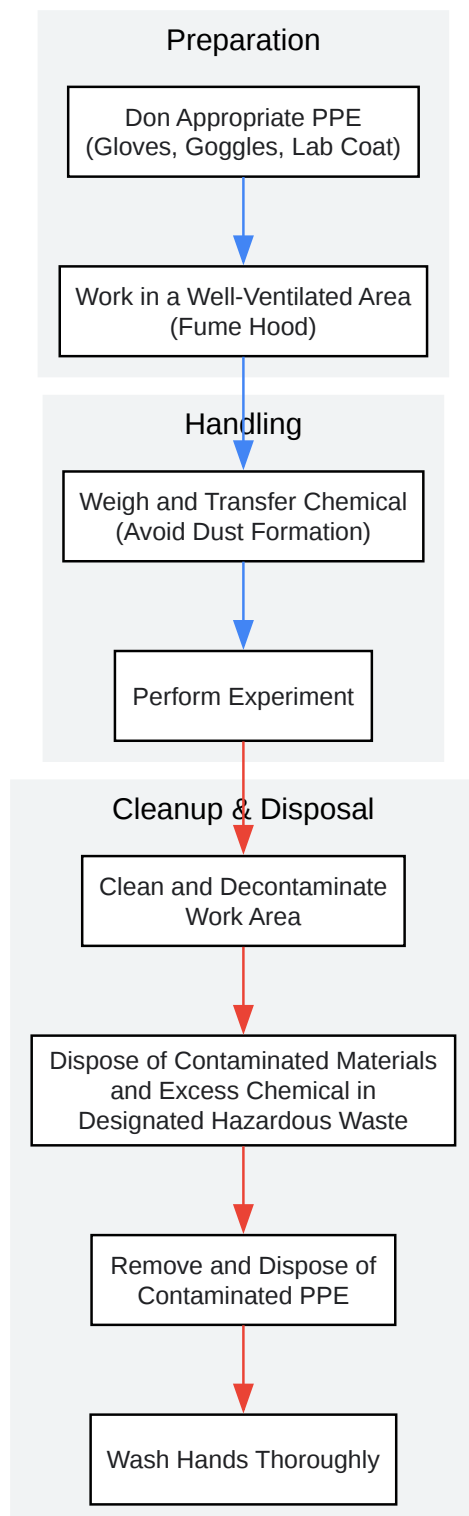 Preparation
Don Appropriate PPE
(Gloves, Goggles, Lab Coat)
Work in a Well-Ventilated Area
(Fume Hood)
Handling
Weigh and Transfer Chemical
(Avoid Dust Formation)
Perform Experiment
Cleanup & Disposal
Clean and Decontaminate
Work Area
Dispose of Contaminated Materials
and Excess Chemical in
Designated Hazardous Waste
Remove and Dispose of
Contaminated PPE
Wash Hands Thoroughly